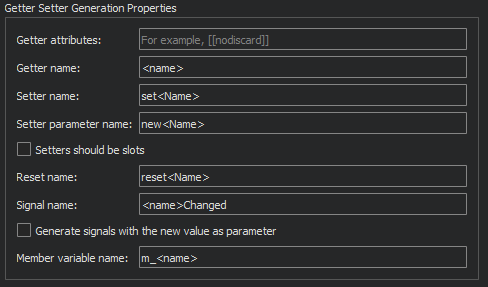 Getter Setter Generation Properties
Getter attributes: For example, [[nodiscard]]
Getter name: <name>
Setter name: set<Name>
Setter parameter name: new<Name>
Setters should be slots
Reset name: reset<Name>
Signal name: <name>Changed
Generate signals with the new value as parameter
Member variable name: m_<name>